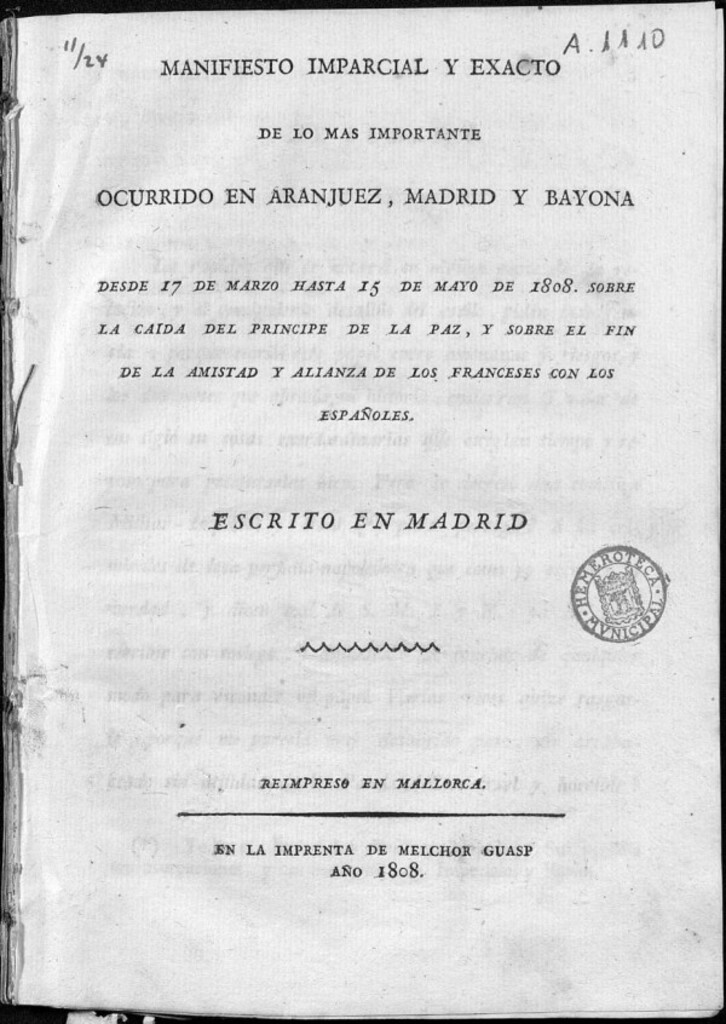 11/24
A. 1110
MANIFIESTO IMPARCIAL Y EXACTO
DE LO MAS IMPORTANTE
OCURRIDO EN ARANJUEZ, MADRID Y BAYONA
DESDE 17 DE MARZO HASTA 15 DE MAYO DE 1808. SOBRE
LA CAIDA DEL PRINCIPE DE LA PAZ, Y SOBRE EL FIN
DE LA AMISTAD Y ALIANZA DE LOS FRANCESES CON LOS
ESPAÑOLES.
ESCRITO EN MADRID
HEMEROTECA
MVNICIPAL
REIMPRESO EN MALLORCA.
EN LA IMPRENTA DE MELCHOR GUASP
AÑO 1808.